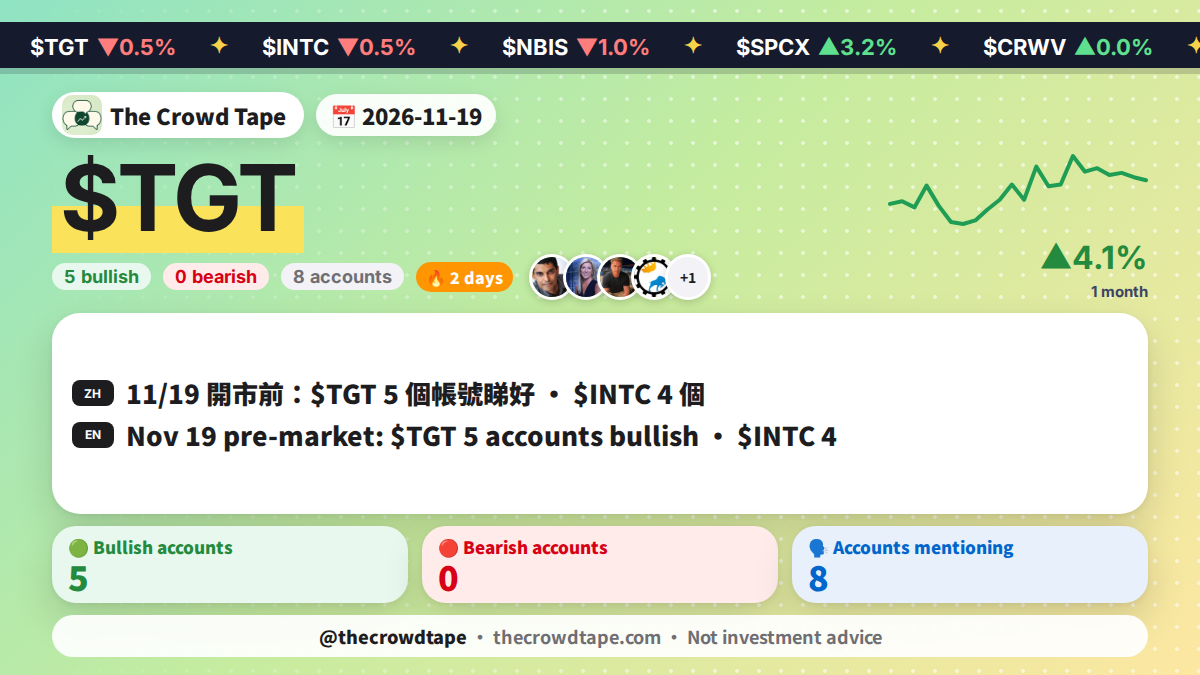 $TGT ▼0.5% ✦ $INTC ▼0.5% ✦ $NBIS ▼1.0% ✦ $SPCX ▲3.2% ✦ $CRWV ▲0.0% ✦
The Crowd Tape 📅 2026-11-19
$TGT
▲4.1%
1 month
5 bullish 0 bearish 8 accounts 🔥 2 days +1
ZH 11/19 開市前：$TGT 5 個帳號睇好 · $INTC 4 個
EN Nov 19 pre-market: $TGT 5 accounts bullish · $INTC 4
🟢 Bullish accounts
5
🔴 Bearish accounts
0
🗣️ Accounts mentioning
8
@thecrowdtape · thecrowdtape.com · Not investment advice